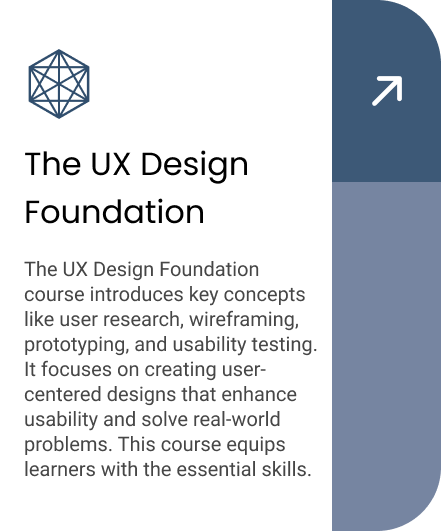 The UX Design
Foundation
The UX Design Foundation
course introduces key concepts
like user research, wireframing,
prototyping, and usability testing.
It focuses on creating user-
centered designs that enhance
usability and solve real-world
problems. This course equips
learners with the essential skills.